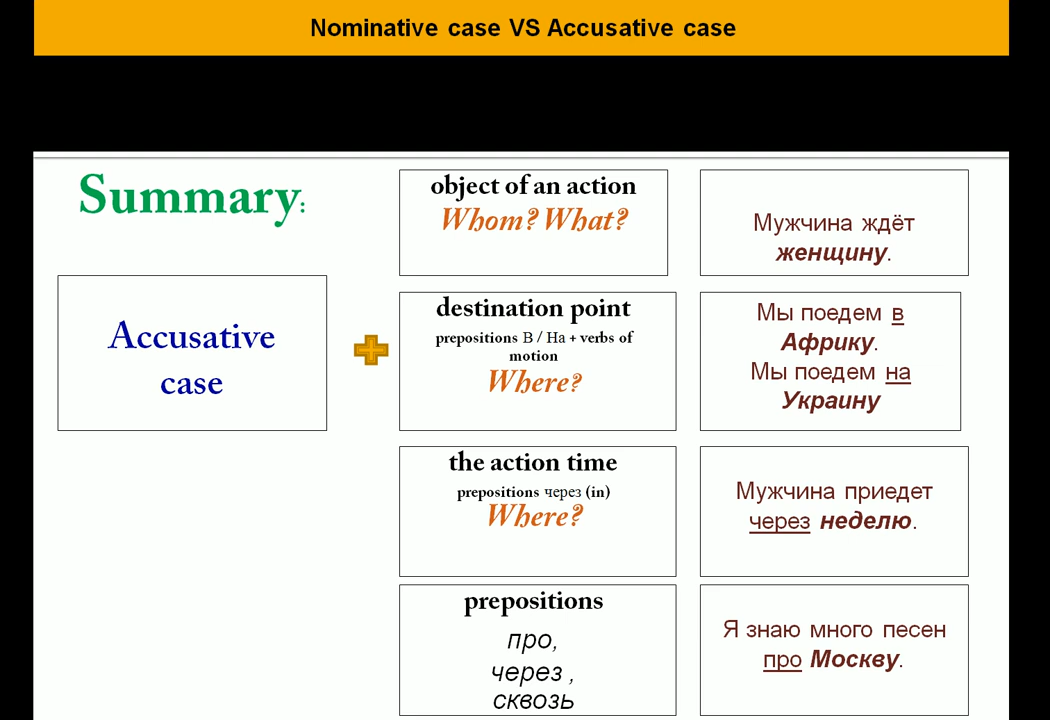 Nominative case VS Accusative case
Summary:
Accusative
case
object of an action
Whom? What?
Мужчина ждёт
женщину.
destination point
prepositions В / На + verbs of
motion
Where?
Мы поедем в
Африку.
Мы поедем на
Украину
the action time
prepositions через (in)
Where?
Мужчина приедет
через неделю.
prepositions
про,
через ,
сквозь
Я знаю много песен
про Москву.